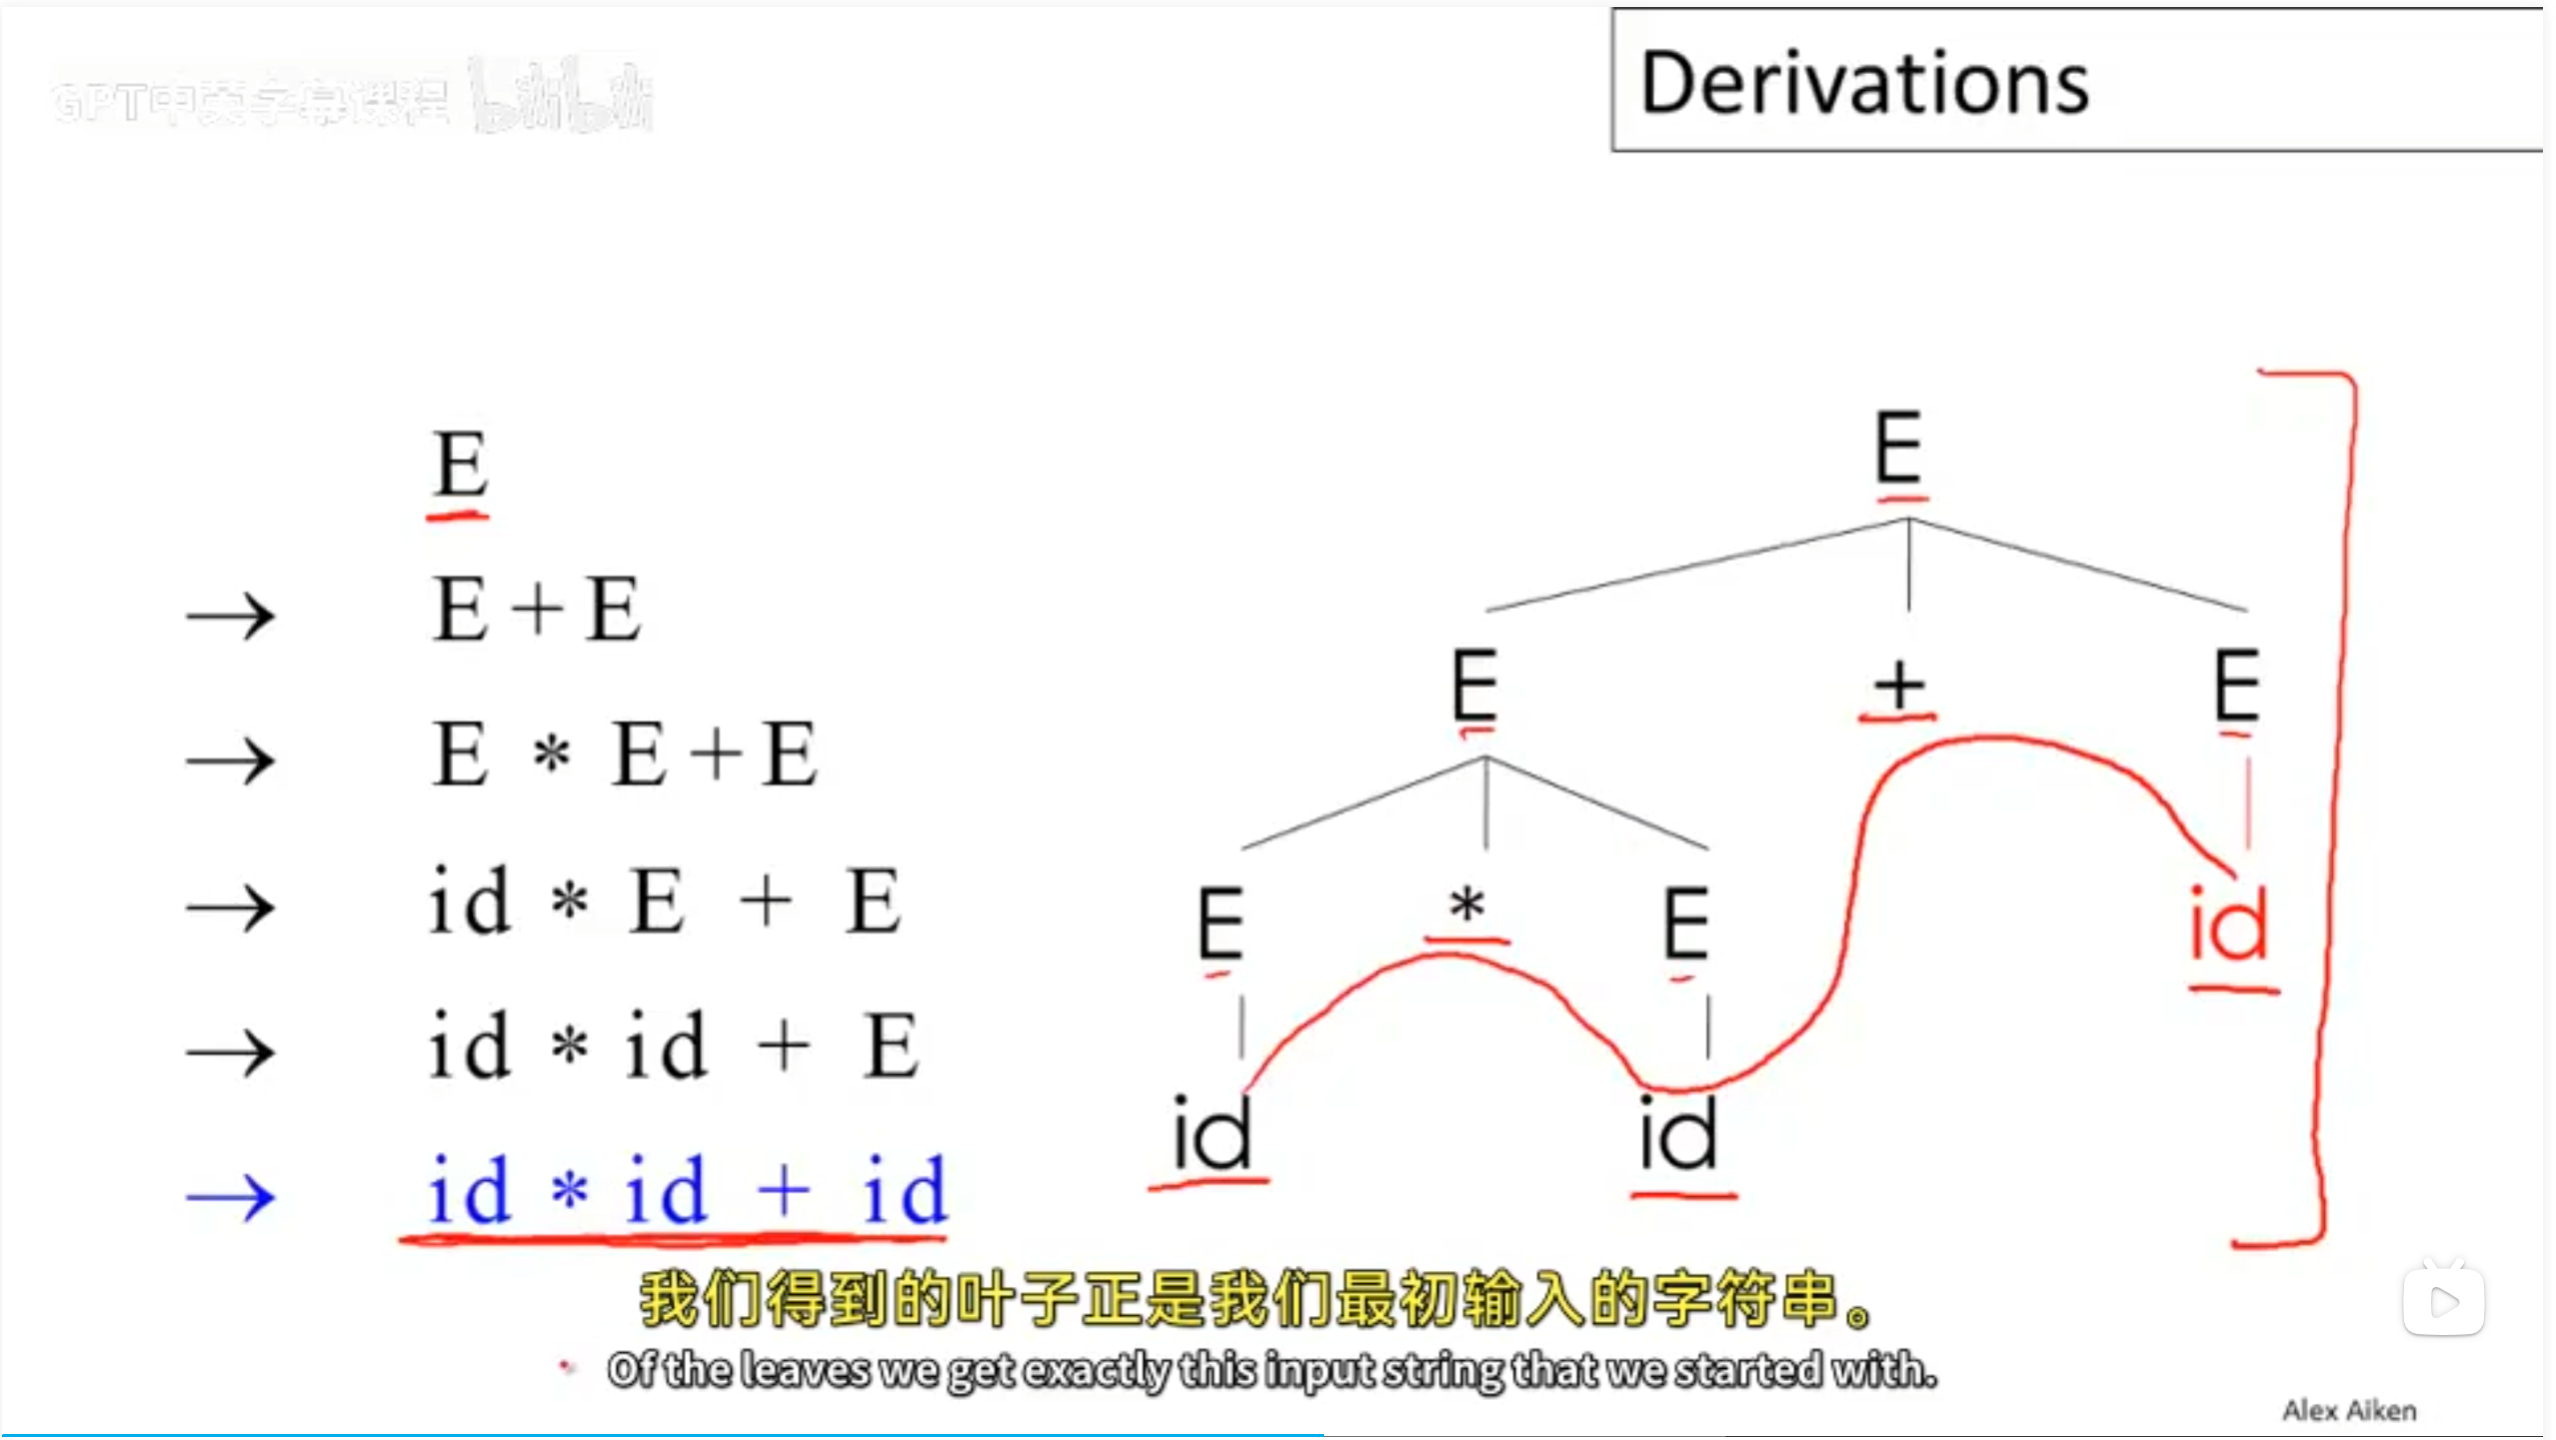 GPT中英字幕课程 bilibili
Derivations
E
→ E + E
→ E * E + E
→ id * E + E
→ id * id + E
→ id * id + id
E
E + E
E * E id
id id
我们得到的叶子正是我们最初输入的字符串。
Of the leaves we get exactly this input string that we started with.
Alex Aiken